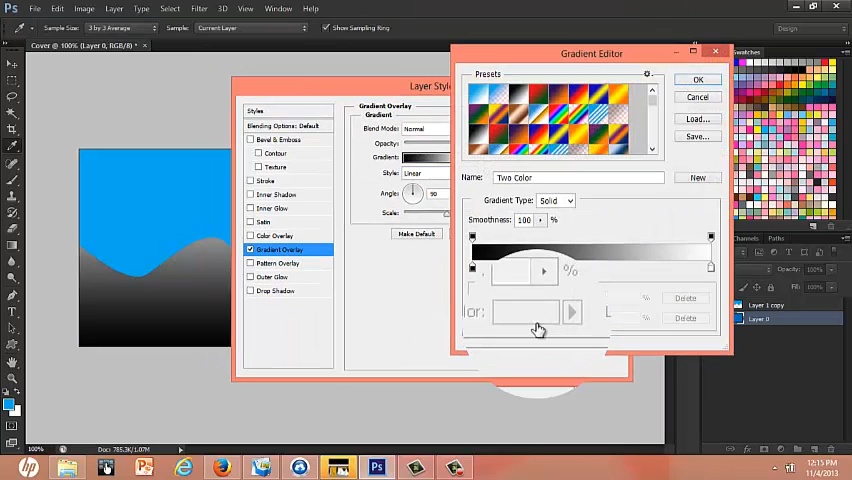 Ps File Edit Image Layer Type Select Filter 3D View Window Help
Sample Size: 3 by 3 Average Sample: Current Layer Show Sampling Ring Design
Cover @ 100% (Layer 0, RGB/8) * ×
Gradient Editor
Swatches
Presets
OK
Cancel
Load...
Save...
Name: Two Color New
Gradient Type: Solid
Smoothness: 100 %
%
lor:
% Delete
% Delete
Layer Style
Styles
Blending Options: Default
Bevel & Emboss
Contour
Texture
Stroke
Inner Shadow
Inner Glow
Satin
Color Overlay
Gradient Overlay
Pattern Overlay
Outer Glow
Drop Shadow
Gradient Overlay
Gradient
Blend Mode: Normal
Opacity:
Gradient:
Style: Linear
Angle: 90
Scale:
Make Default
Channels Paths
Opacity: 100%
Fill: 100%
Layer 1 copy
Layer 0
100% Doc: 785.3K/1.07M
12:15 PM
11/4/2013